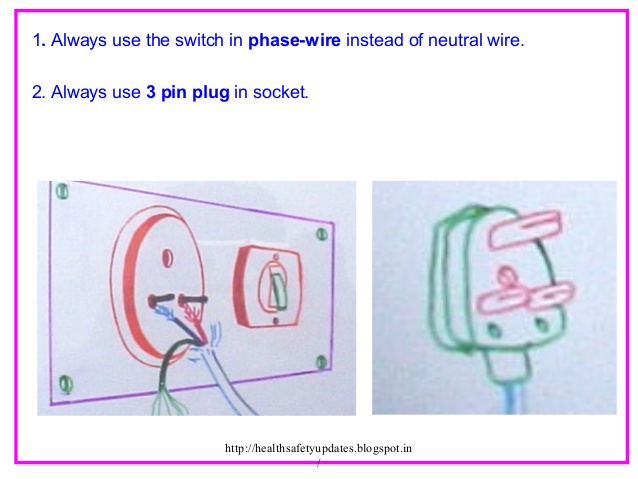 1. Always use the switch in phase-wire instead of neutral wire.
2. Always use 3 pin plug in socket.
http://healthsafetyupdates.blogspot.in
/